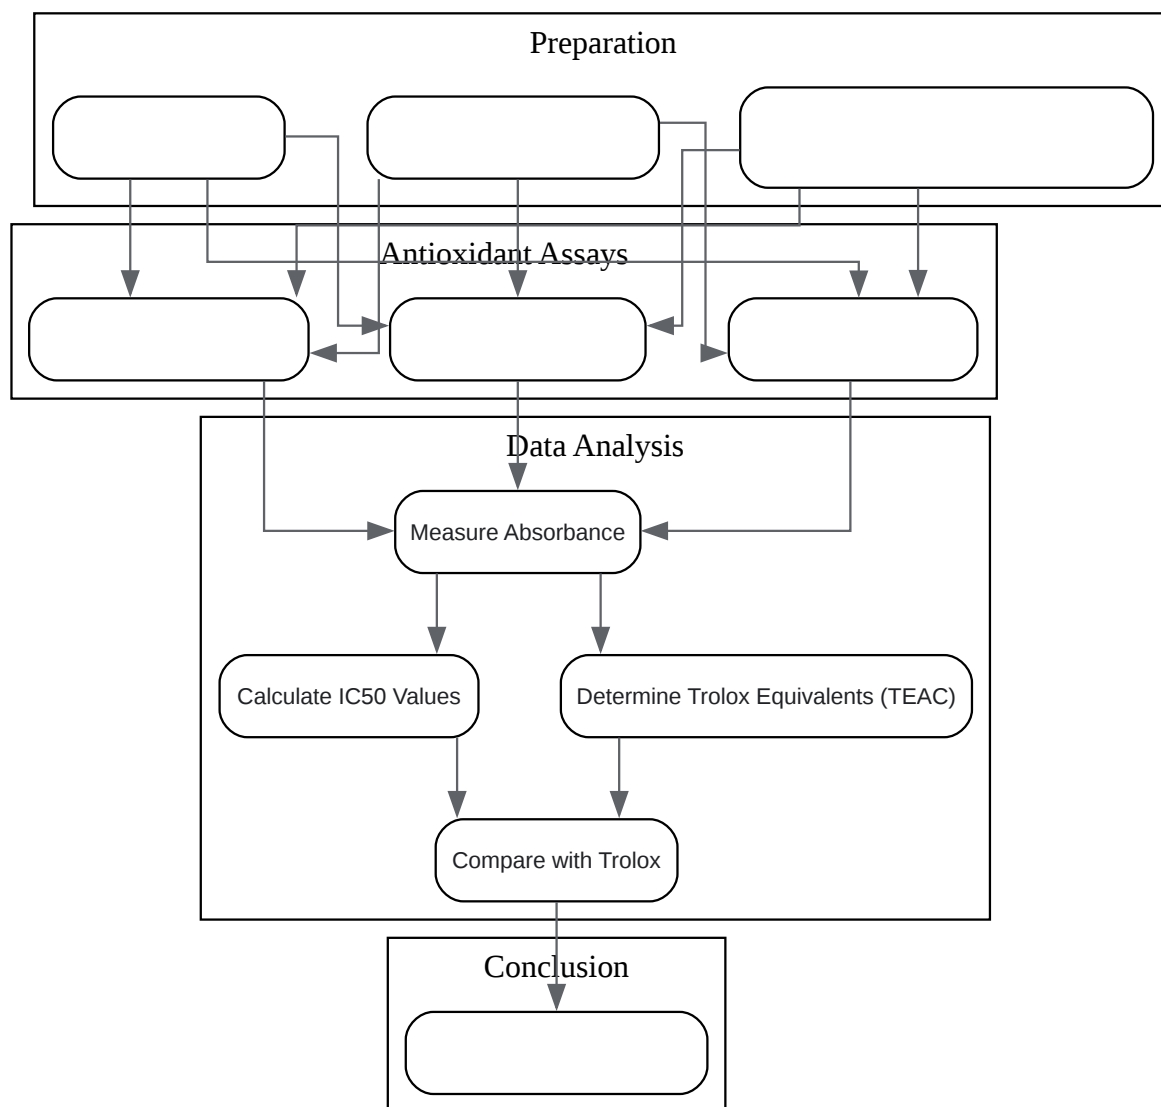 Preparation
Antioxidant Assays
Data Analysis
Measure Absorbance
Calculate IC50 Values
Determine Trolox Equivalents (TEAC)
Compare with Trolox
Conclusion